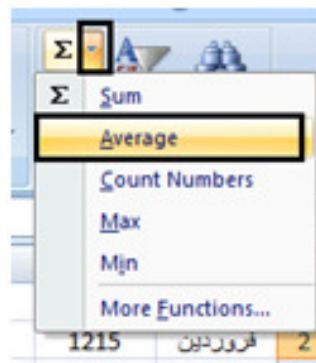 Σ A
Σ Sum
Average
Count Numbers
Max
Min
More Functions...
1215 فروردین 2